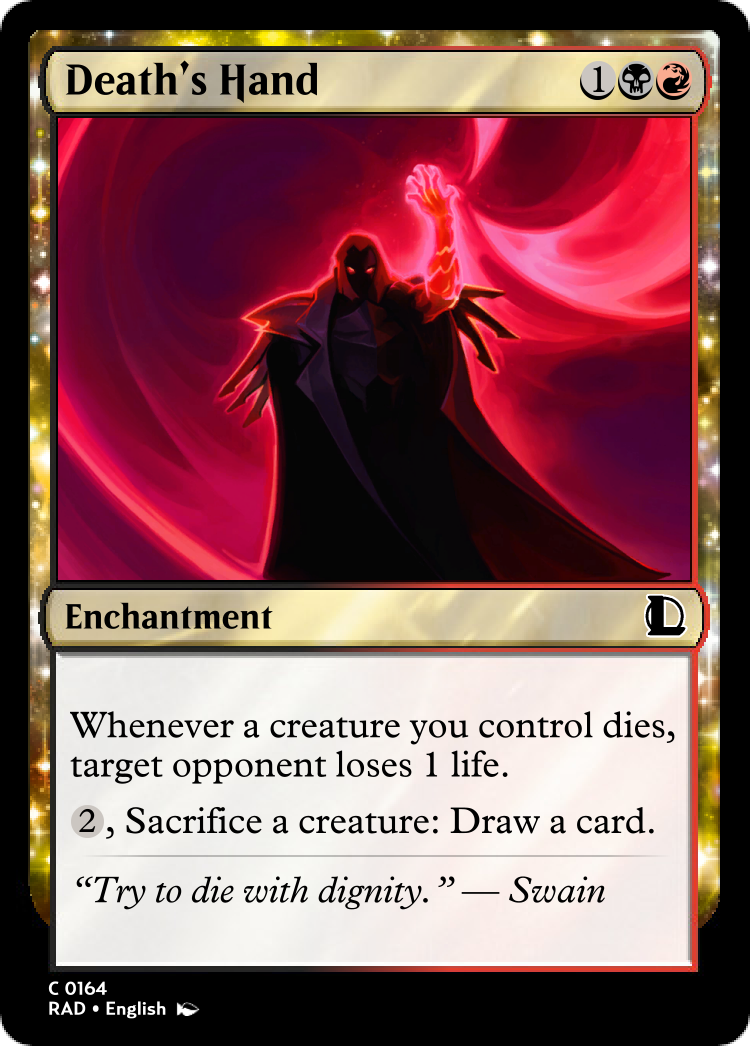 Death's Hand
1
Enchantment
Whenever a creature you control dies,
target opponent loses 1 life.
2, Sacrifice a creature: Draw a card.
“Try to die with dignity.” — Swain
C 0164
RAD • English